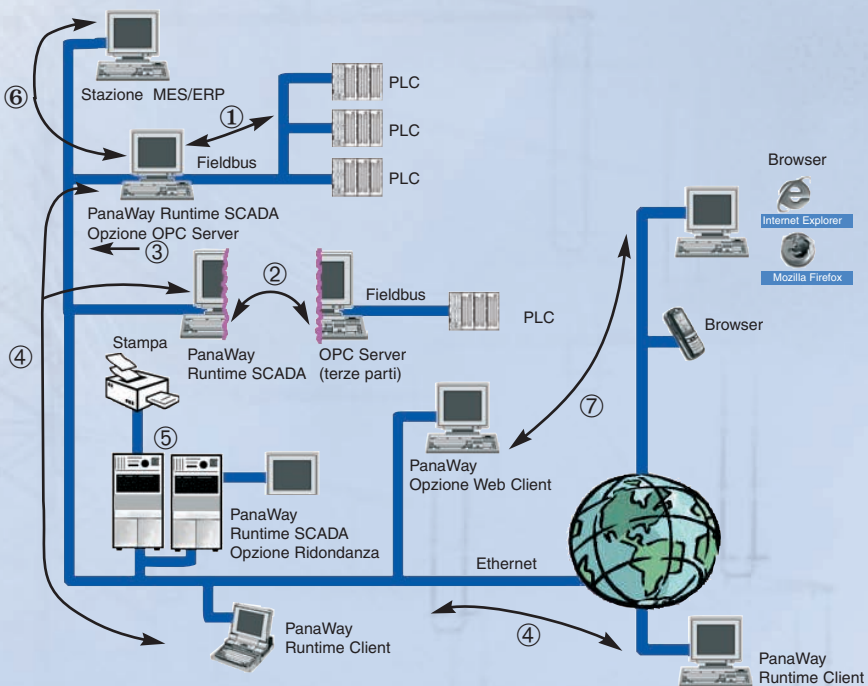 ⑥
Stazione MES/ERP
①
PLC
PLC
PLC
Fieldbus
PanaWay Runtime SCADA
Opzione OPC Server
③
②
Fieldbus
PLC
PanaWay
Runtime SCADA
OPC Server
(terze parti)
④
Stampa
⑤
PanaWay
Runtime SCADA
Opzione Ridondanza
PanaWay
Opzione Web Client
⑦
Browser
Internet Explorer
Mozilla Firefox
Browser
Ethernet
PanaWay
Runtime Client
④
PanaWay
Runtime Client